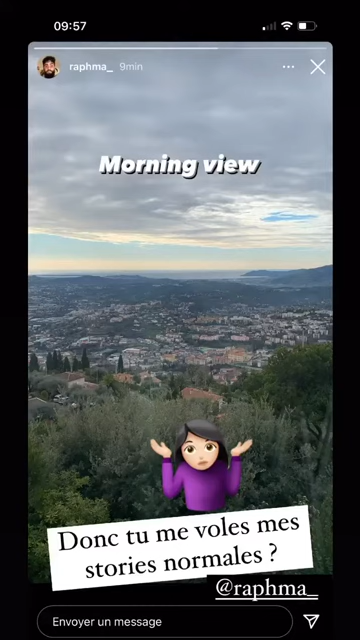 09:57
raphma_ 9min
Morning view
Donc tu me voles mes
stories normales ?
@raphma_
Envoyer un message